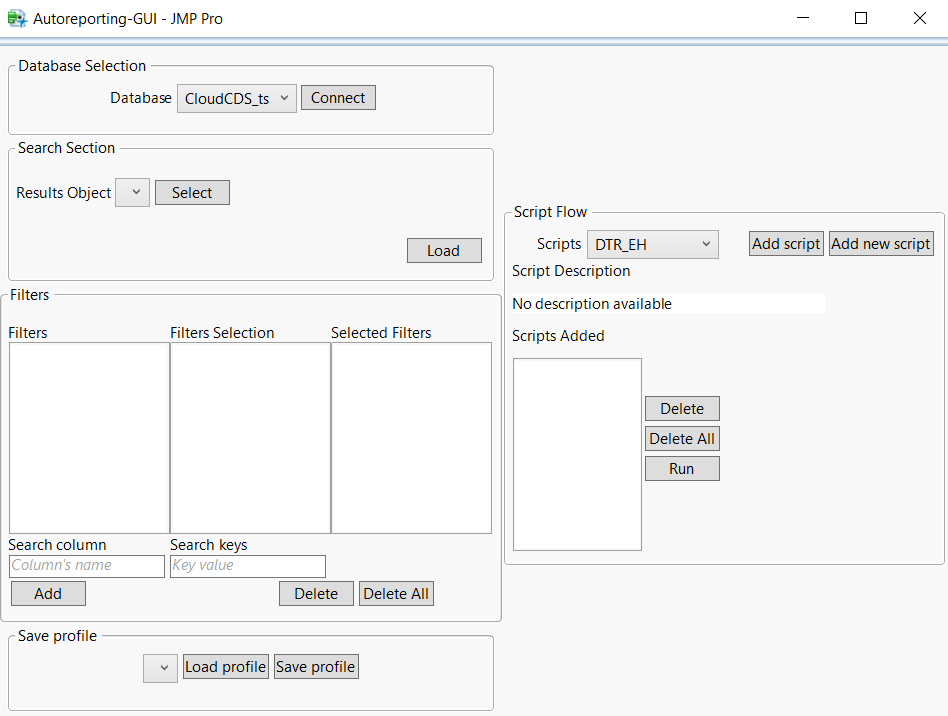 Autoreporting-GUI - JMP Pro
Database Selection
Database CloudCDS_ts Connect
Search Section
Results Object Select
Load
Filters
Filters Filters Selection Selected Filters
Search column Search keys
Column's name Key value
Add Delete Delete All
Save profile
Load profile Save profile
Script Flow
Scripts DTR_EH Add script Add new script
Script Description
No description available
Scripts Added
Delete
Delete All
Run